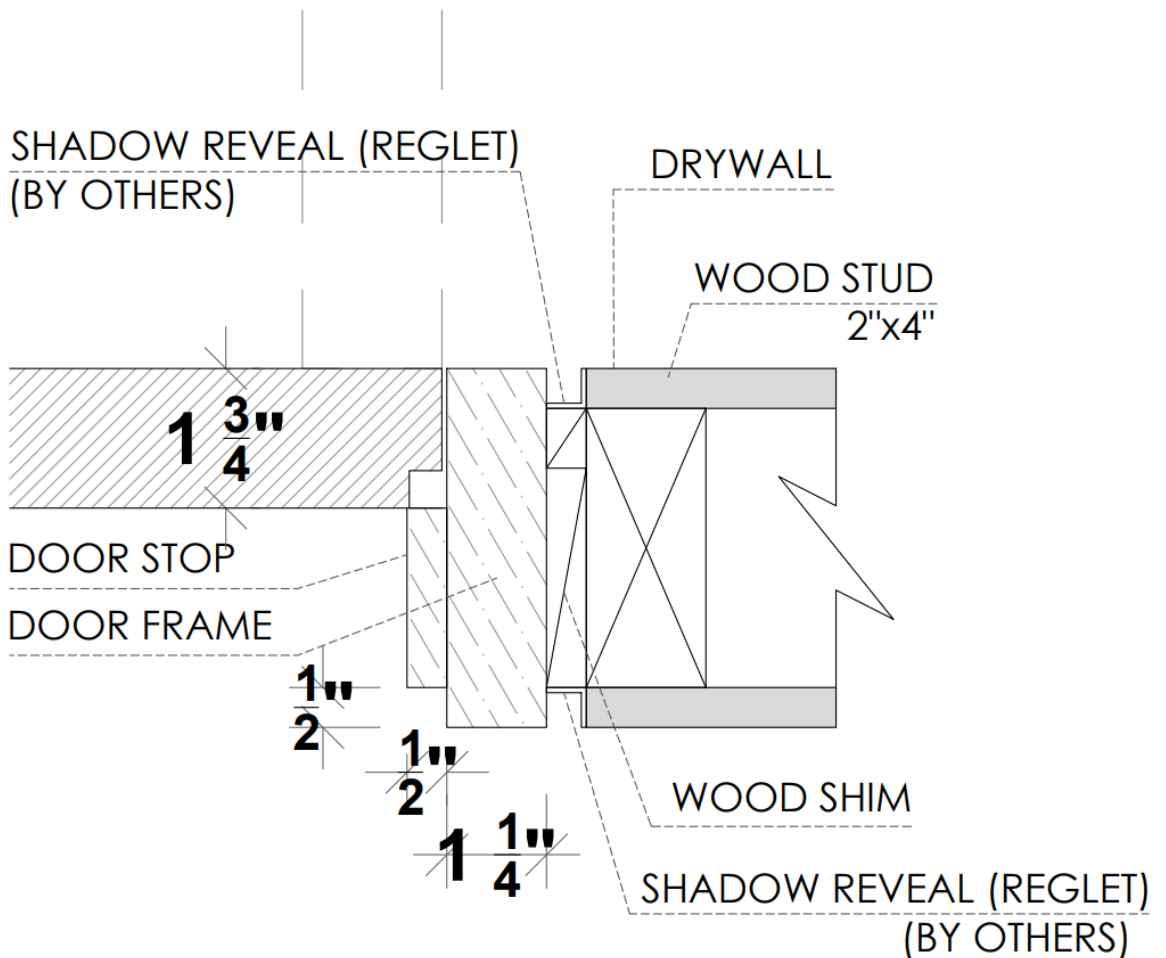 SHADOW REVEAL (REGLET)
(BY OTHERS)
DRYWALL
WOOD STUD
2"x4"
1 3/4"
DOOR STOP
DOOR FRAME
1/2"
1/2"
WOOD SHIM
1 1/4"
SHADOW REVEAL (REGLET)
(BY OTHERS)